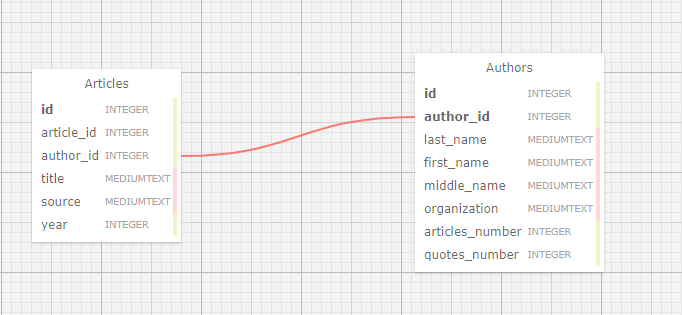 Articles
id INTEGER
article_id INTEGER
author_id INTEGER
title MEDIUMTEXT
source MEDIUMTEXT
year INTEGER
Authors
id INTEGER
author_id INTEGER
last_name MEDIUMTEXT
first_name MEDIUMTEXT
middle_name MEDIUMTEXT
organization MEDIUMTEXT
articles_number INTEGER
quotes_number INTEGER